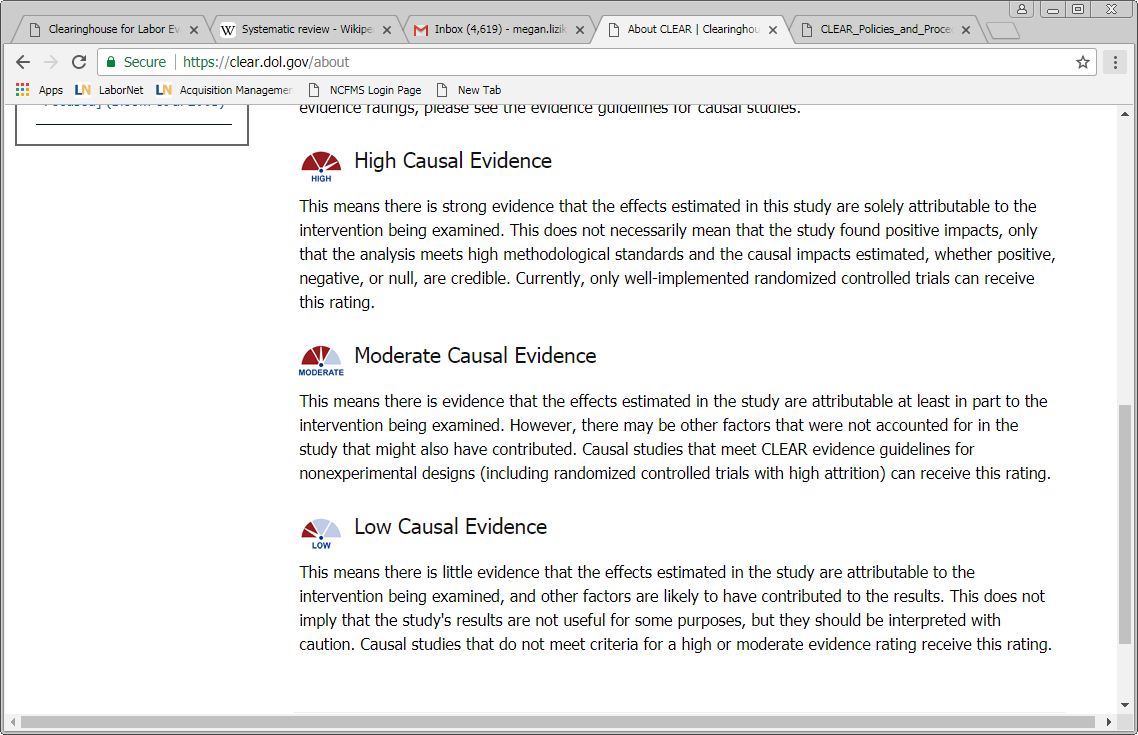 Clearinghouse for Labor Ev
Systematic review - Wikipe
Inbox (4,619) - megan.lizik
About CLEAR | Clearinghou
CLEAR_Policies_and_Proce
Secure
https://clear.dol.gov/about
Apps
LN LaborNet
LN Acquisition Managemen
NCFMS Login Page
New Tab
evidence ratings, please see the evidence guidelines for causal studies.
HIGH
High Causal Evidence
This means there is strong evidence that the effects estimated in this study are solely attributable to the
intervention being examined. This does not necessarily mean that the study found positive impacts, only
that the analysis meets high methodological standards and the causal impacts estimated, whether positive,
negative, or null, are credible. Currently, only well-implemented randomized controlled trials can receive
this rating.
MODERATE
Moderate Causal Evidence
This means there is evidence that the effects estimated in the study are attributable at least in part to the
intervention being examined. However, there may be other factors that were not accounted for in the
study that might also have contributed. Causal studies that meet CLEAR evidence guidelines for
nonexperimental designs (including randomized controlled trials with high attrition) can receive this rating.
LOW
Low Causal Evidence
This means there is little evidence that the effects estimated in the study are attributable to the
intervention being examined, and other factors are likely to have contributed to the results. This does not
imply that the study's results are not useful for some purposes, but they should be interpreted with
caution. Causal studies that do not meet criteria for a high or moderate evidence rating receive this rating.